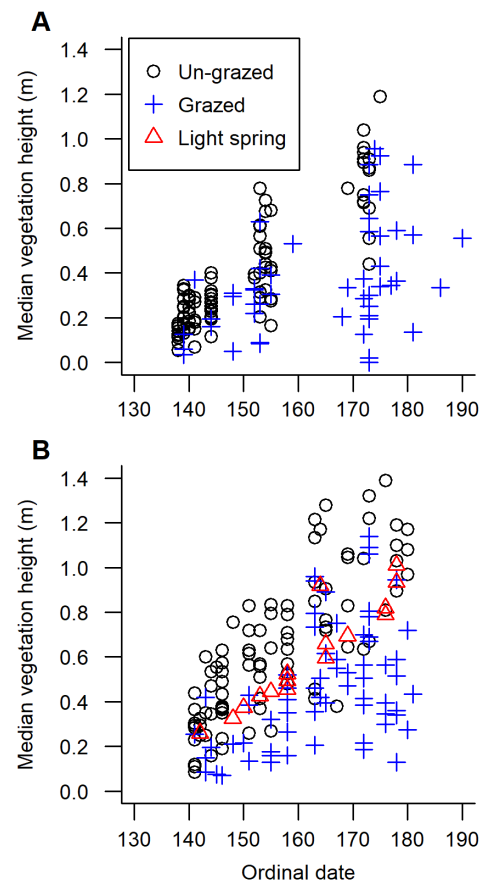 A
Median vegetation height (m)
1.4
1.2
1.0
0.8
0.6
0.4
0.2
0.0
Un-grazed
Grazed
Light spring
130 140 150 160 170 180 190
B
Median vegetation height (m)
1.4
1.2
1.0
0.8
0.6
0.4
0.2
0.0
130 140 150 160 170 180 190
Ordinal date